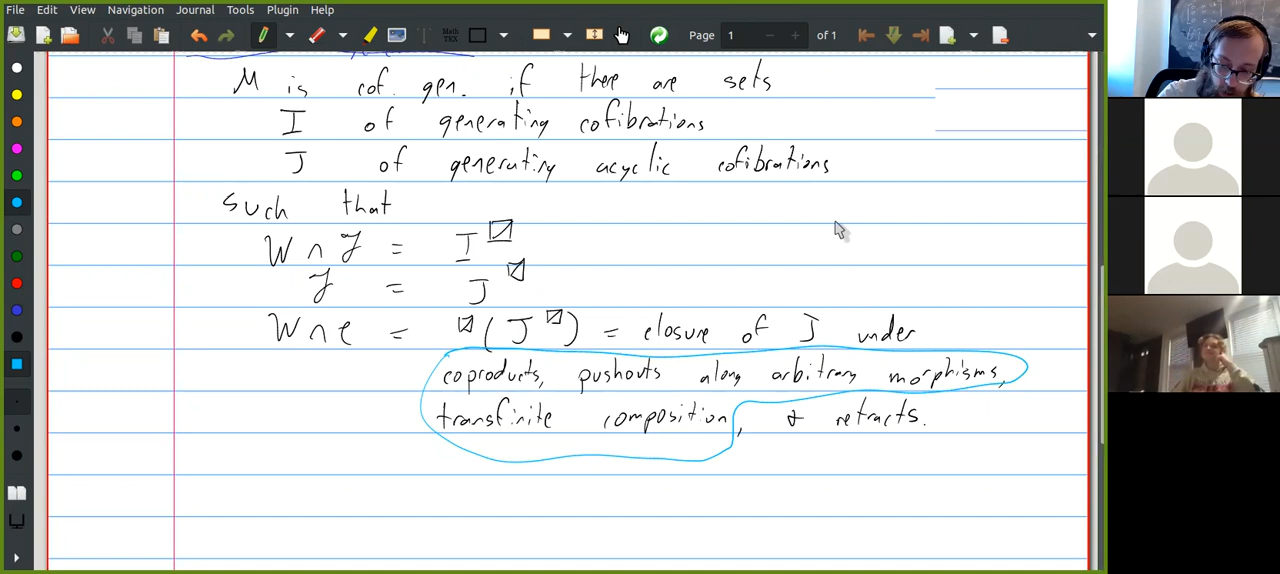 File Edit View Navigation Journal Tools Plugin Help
Math TEX Page 1 of 1
M is cof. gen. if there are sets
I of generating cofibrations
J of generating acyclic cofibrations
such that
W ∩ F = I^⧄
F = J^⧄
W ∩ C = ^⧄(J^⧄) = closure of J under
coproducts, pushouts along arbitrary morphisms,
transfinite composition, & retracts.